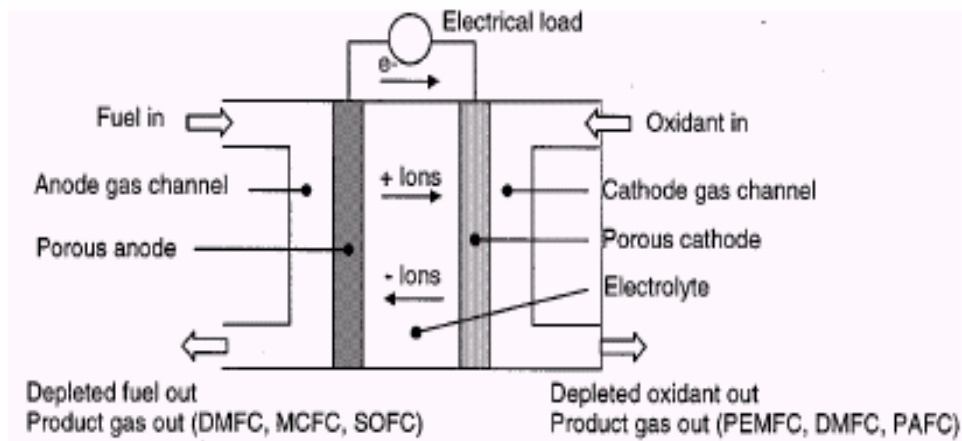 Electrical load
e-
Fuel in
Oxidant in
Anode gas channel
+ Ions
Cathode gas channel
Porous anode
Porous cathode
- Ions
Electrolyte
Depleted fuel out
Product gas out (DMFC, MCFC, SOFC)
Depleted oxidant out
Product gas out (PEMFC, DMFC, PAFC)